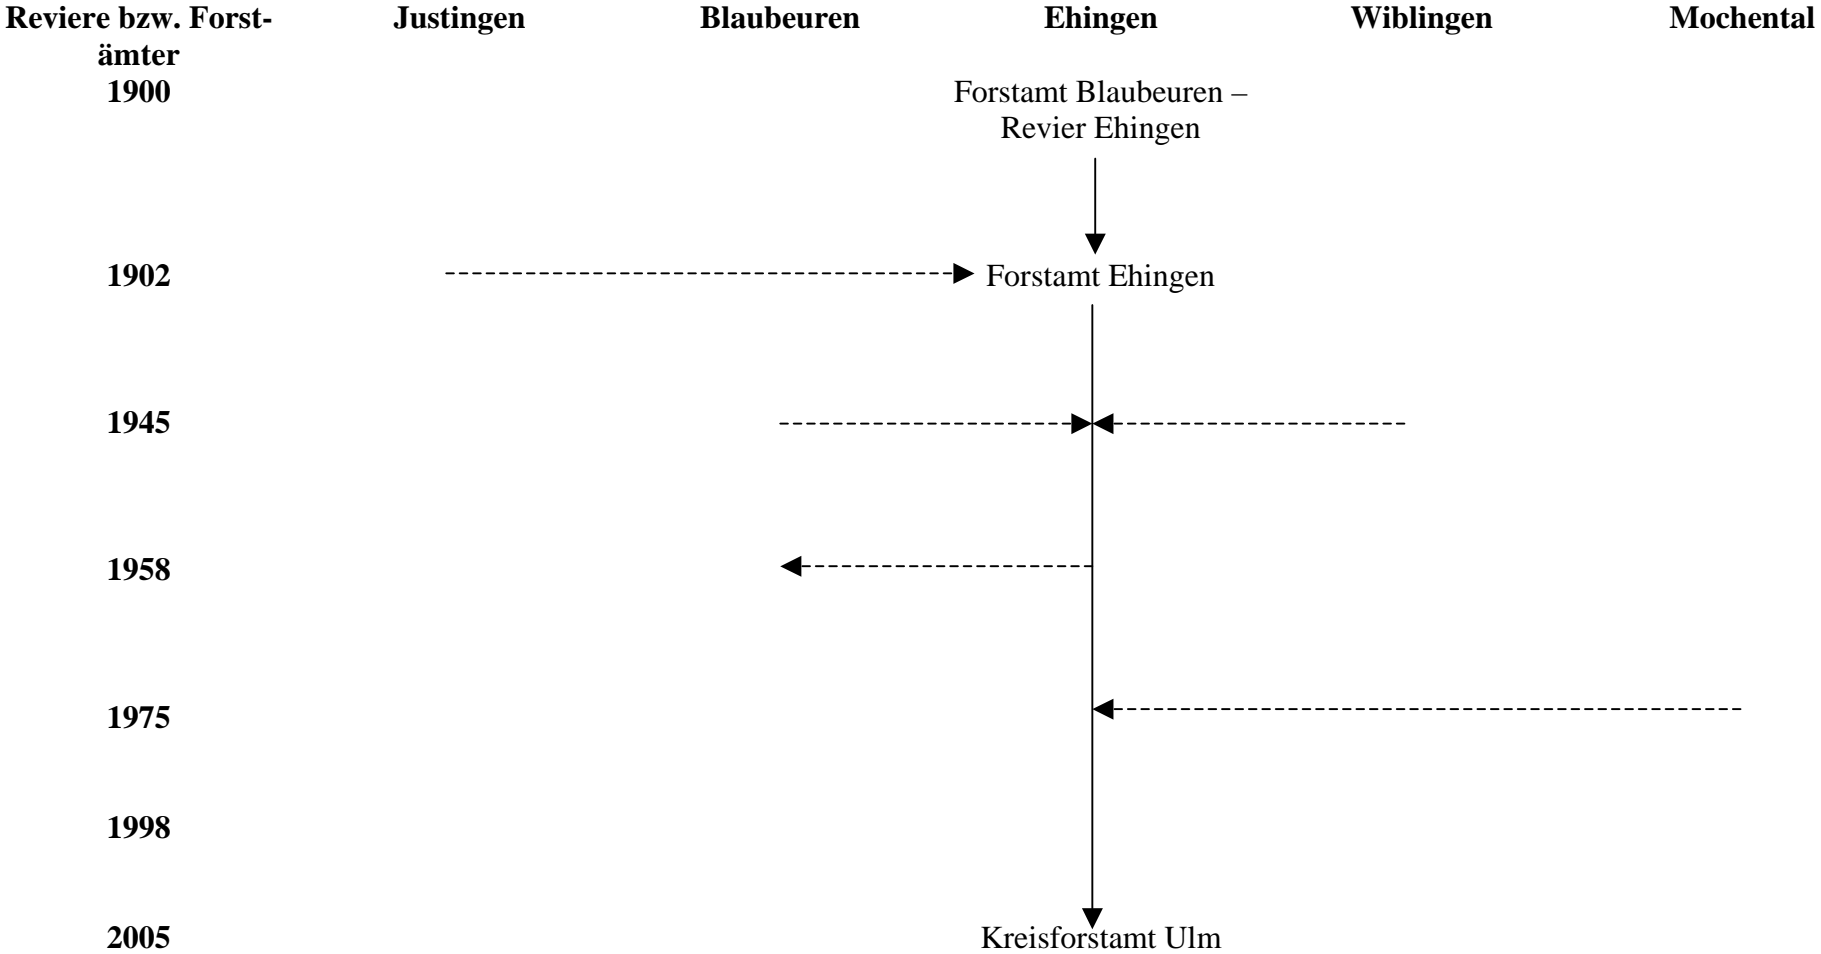 Reviere bzw. Forst- Justingen Blaubeuren Ehingen Wiblingen Mochental
ämter
1900 Forstamt Blaubeuren –
Revier Ehingen
1902 Forstamt Ehingen
1945
1958
1975
1998
2005 Kreisforstamt Ulm